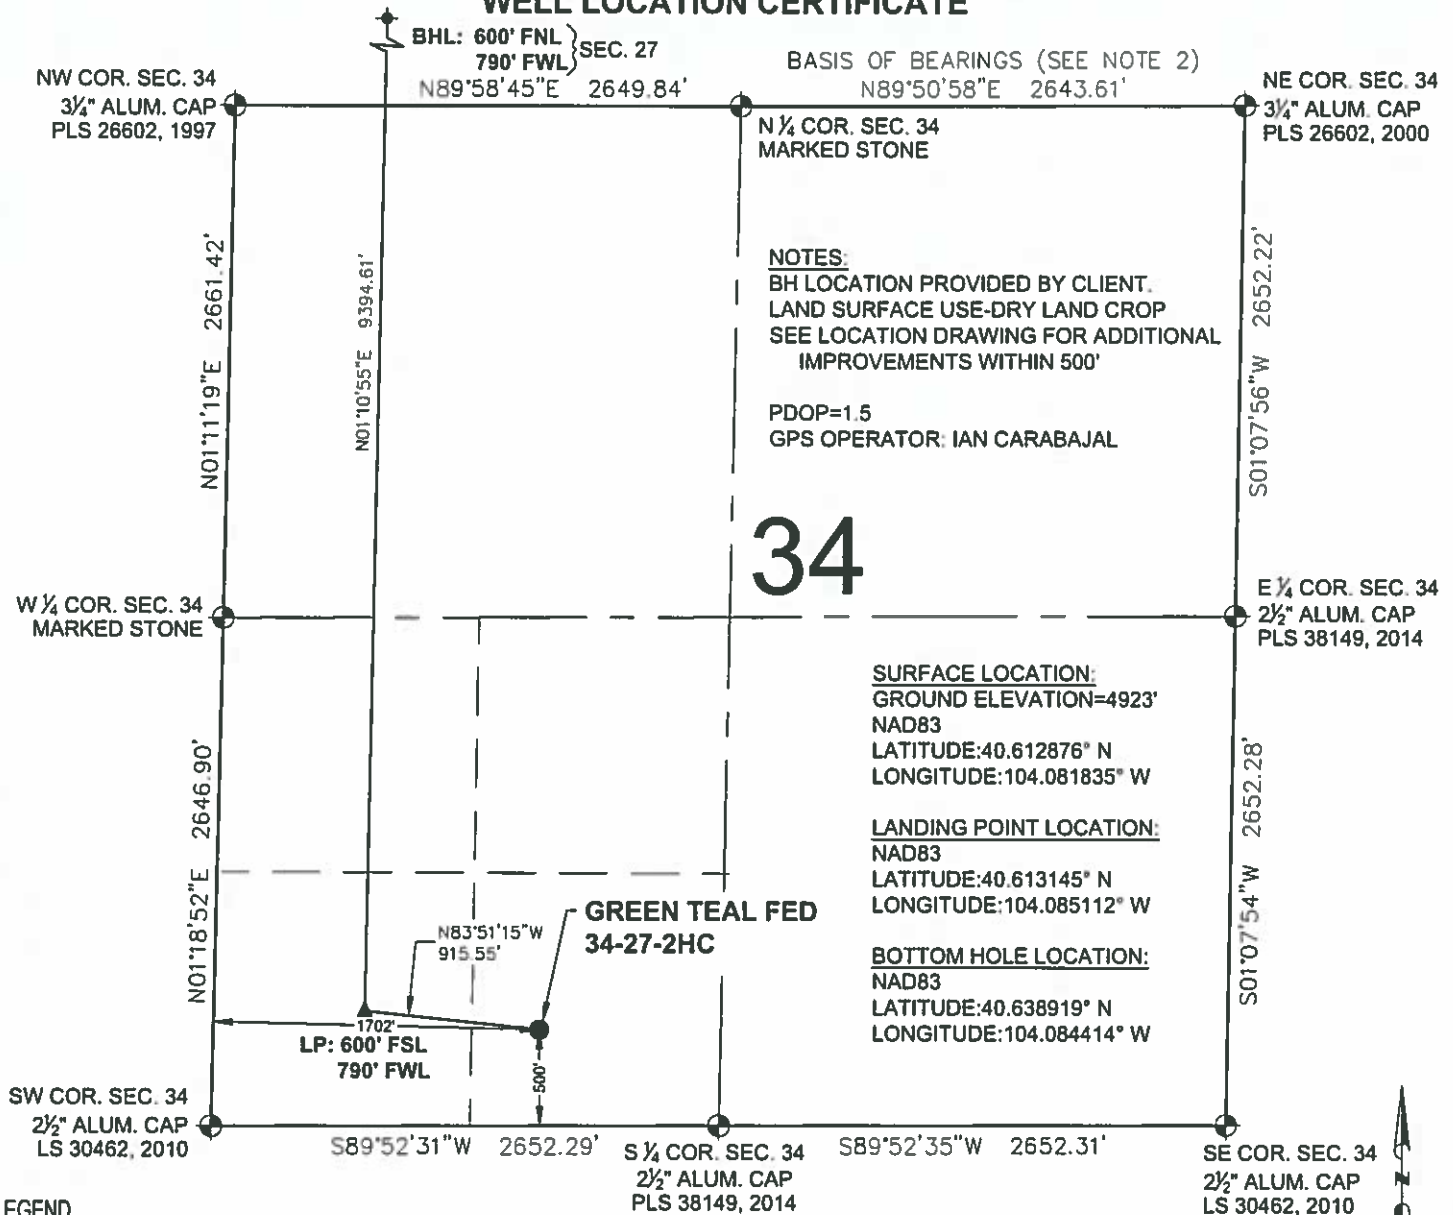 WELL LOCATION CERTIFICATE
BHL: 600' FNL
790' FWL
SEC. 27
BASIS OF BEARINGS (SEE NOTE 2)
N89°58'45"E 2649.84'
N89°50'58"E 2643.61'
NW COR. SEC. 34
3¼" ALUM. CAP
PLS 26602, 1997
N ¼ COR. SEC. 34
MARKED STONE
NE COR. SEC. 34
3¼" ALUM. CAP
PLS 26602, 2000
N01°11'19"E 2661.42'
N01°10'55"E 9394.61'
NOTES:
BH LOCATION PROVIDED BY CLIENT.
LAND SURFACE USE-DRY LAND CROP
SEE LOCATION DRAWING FOR ADDITIONAL
IMPROVEMENTS WITHIN 500'
PDOP=1.5
GPS OPERATOR: IAN CARABAJAL
S01°07'56"W 2652.22'
34
W ¼ COR. SEC. 34
MARKED STONE
E ¼ COR. SEC. 34
2½" ALUM. CAP
PLS 38149, 2014
SURFACE LOCATION:
GROUND ELEVATION=4923'
NAD83
LATITUDE:40.612876° N
LONGITUDE:104.081835° W
LANDING POINT LOCATION:
NAD83
LATITUDE:40.613145° N
LONGITUDE:104.085112° W
BOTTOM HOLE LOCATION:
NAD83
LATITUDE:40.638919° N
LONGITUDE:104.084414° W
N01°18'52"E 2646.90'
S01°07'54"W 2652.28'
GREEN TEAL FED
34-27-2HC
N83°51'15"W
915.55'
1702'
LP: 600' FSL
790' FWL
500'
SW COR. SEC. 34
2½" ALUM. CAP
LS 30462, 2010
S89°52'31"W 2652.29'
S ¼ COR. SEC. 34
2½" ALUM. CAP
PLS 38149, 2014
S89°52'35"W 2652.31'
SE COR. SEC. 34
2½" ALUM. CAP
LS 30462, 2010
N
EGEND